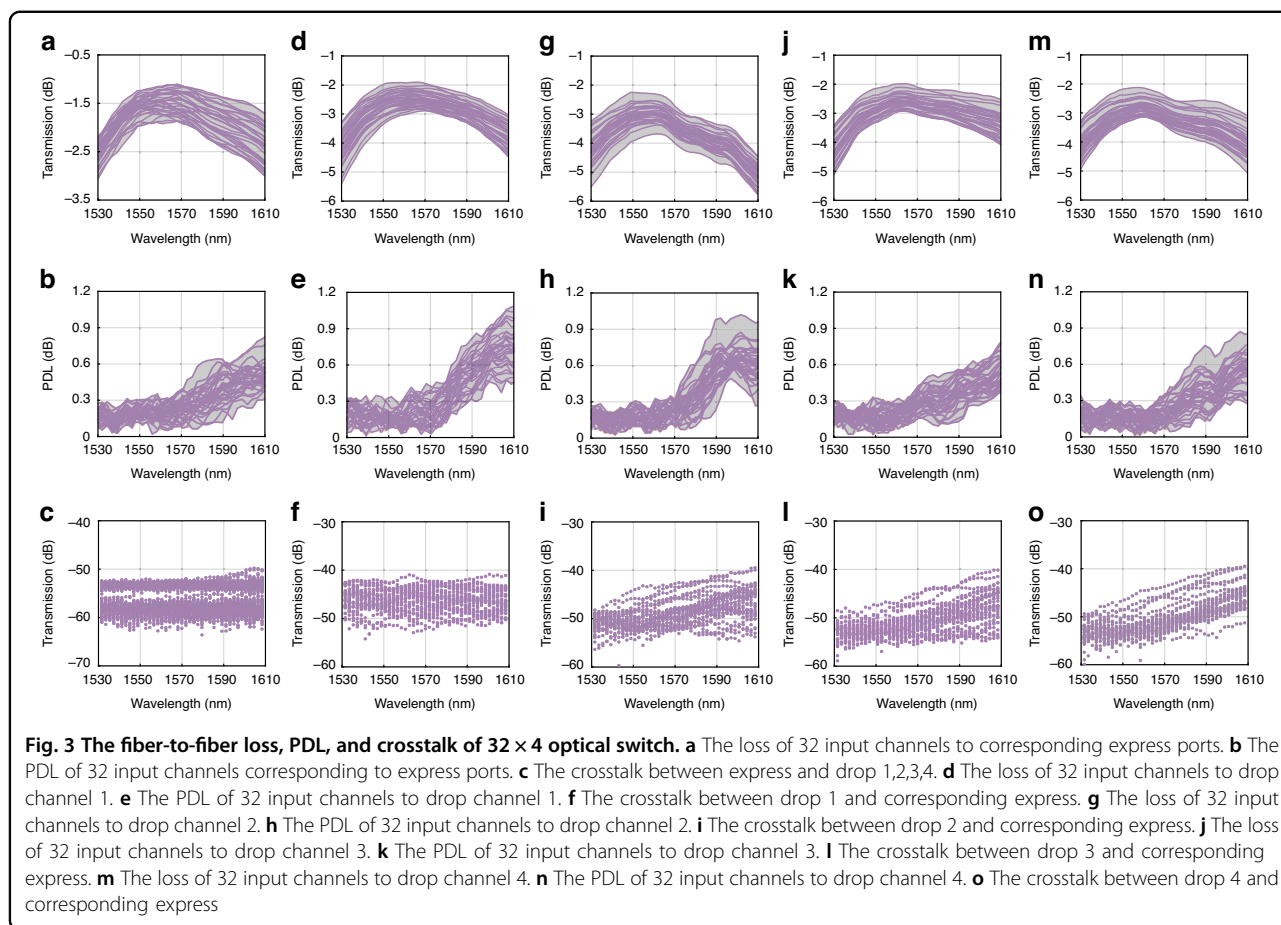 a
d
g
j
m
−0.5
−1.5
−2.5
−3.5
Tansmission (dB)
1530 1550 1570 1590 1610
Wavelength (nm)
−1
−2
−3
−4
−5
−6
Tansmission (dB)
1530 1550 1570 1590 1610
Wavelength (nm)
−1
−2
−3
−4
−5
−6
Tansmission (dB)
1530 1550 1570 1590 1610
Wavelength (nm)
−1
−2
−3
−4
−5
−6
Tansmission (dB)
1530 1550 1570 1590 1610
Wavelength (nm)
−1
−2
−3
−4
−5
−6
Tansmission (dB)
1530 1550 1570 1590 1610
Wavelength (nm)
b
e
h
k
n
1.2
0.9
0.6
0.3
0
PDL (dB)
1530 1550 1570 1590 1610
Wavelength (nm)
1.2
0.9
0.6
0.3
0
PDL (dB)
1530 1550 1570 1590 1610
Wavelength (nm)
1.2
0.9
0.6
0.3
0
PDL (dB)
1530 1550 1570 1590 1610
Wavelength (nm)
1.2
0.9
0.6
0.3
0
PDL (dB)
1530 1550 1570 1590 1610
Wavelength (nm)
1.2
0.9
0.6
0.3
0
PDL (dB)
1530 1550 1570 1590 1610
Wavelength (nm)
c
f
i
l
o
−40
−50
−60
−70
Transmission (dB)
1530 1550 1570 1590 1610
Wavelength (nm)
−30
−40
−50
−60
Transmission (dB)
1530 1550 1570 1590 1610
Wavelength (nm)
−30
−40
−50
−60
Transmission (dB)
1530 1550 1570 1590 1610
Wavelength (nm)
−30
−40
−50
−60
Transmission (dB)
1530 1550 1570 1590 1610
Wavelength (nm)
−30
−40
−50
−60
Transmission (dB)
1530 1550 1570 1590 1610
Wavelength (nm)
Fig. 3 The fiber-to-fiber loss, PDL, and crosstalk of 32 × 4 optical switch. a The loss of 32 input channels to corresponding express ports. b The
PDL of 32 input channels corresponding to express ports. c The crosstalk between express and drop 1,2,3,4. d The loss of 32 input channels to drop
channel 1. e The PDL of 32 input channels to drop channel 1. f The crosstalk between drop 1 and corresponding express. g The loss of 32 input
channels to drop channel 2. h The PDL of 32 input channels to drop channel 2. i The crosstalk between drop 2 and corresponding express. j The loss
of 32 input channels to drop channel 3. k The PDL of 32 input channels to drop channel 3. l The crosstalk between drop 3 and corresponding
express. m The loss of 32 input channels to drop channel 4. n The PDL of 32 input channels to drop channel 4. o The crosstalk between drop 4 and
corresponding express